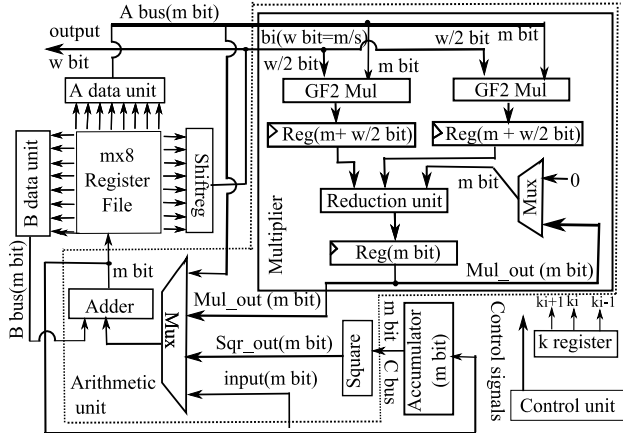 A bus(m bit)
output
w bit
bi(w bit=m/s)
w/2 bit
m bit
w/2 bit
m bit
A data unit
GF2 Mul
GF2 Mul
Reg(m+ w/2 bit)
Reg(m + w/2 bit)
B data unit
mx8
Register
File
Shiftreg
m bit
Reduction unit
Mux
0
Multiplier
Reg(m bit)
B bus(m bit)
m bit
Mul_out (m bit)
Adder
Mux
Mul_out (m bit)
ki+1 ki ki-1
k register
Sqr_out(m bit)
Square
m bit
C bus
Accumulator
(m bit)
Control signals
input(m bit)
Arithmetic
unit
Control unit